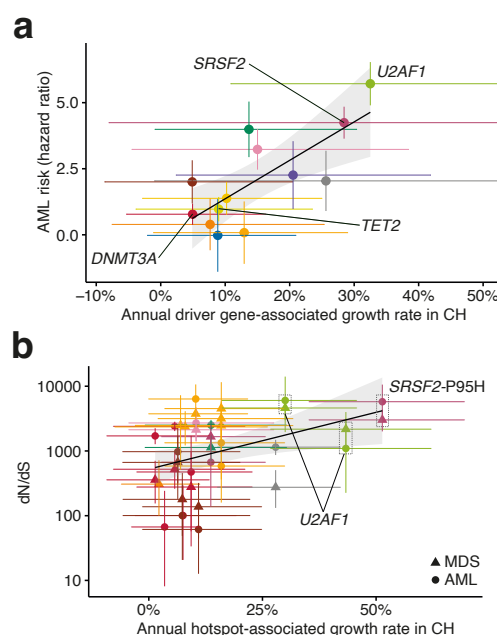 a
AML risk (hazard ratio)
5.0
2.5
0.0
SRSF2
U2AF1
TET2
DNMT3A
−10% 0% 10% 20% 30% 40% 50%
Annual driver gene-associated growth rate in CH
b
dN/dS
10000
1000
100
10
SRSF2-P95H
U2AF1
MDS
AML
0% 25% 50%
Annual hotspot-associated growth rate in CH